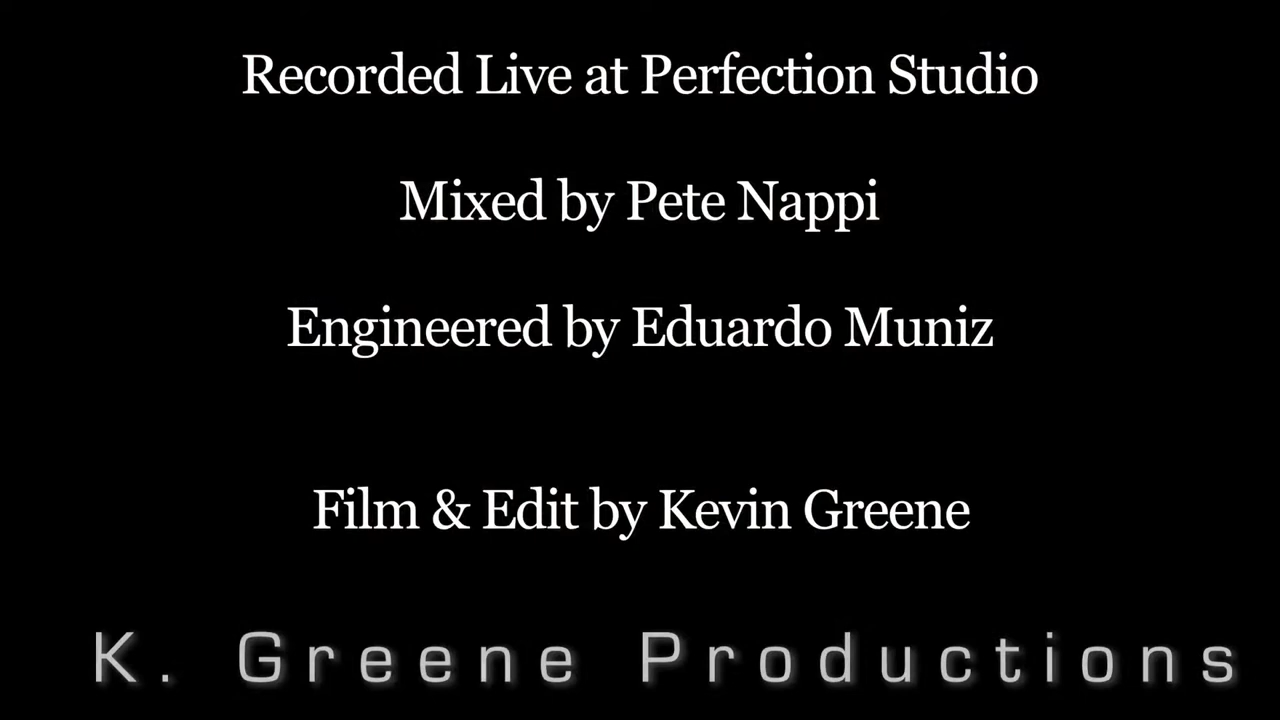 Recorded Live at Perfection Studio
Mixed by Pete Nappi
Engineered by Eduardo Muniz
Film & Edit by Kevin Greene
K. Greene Productions